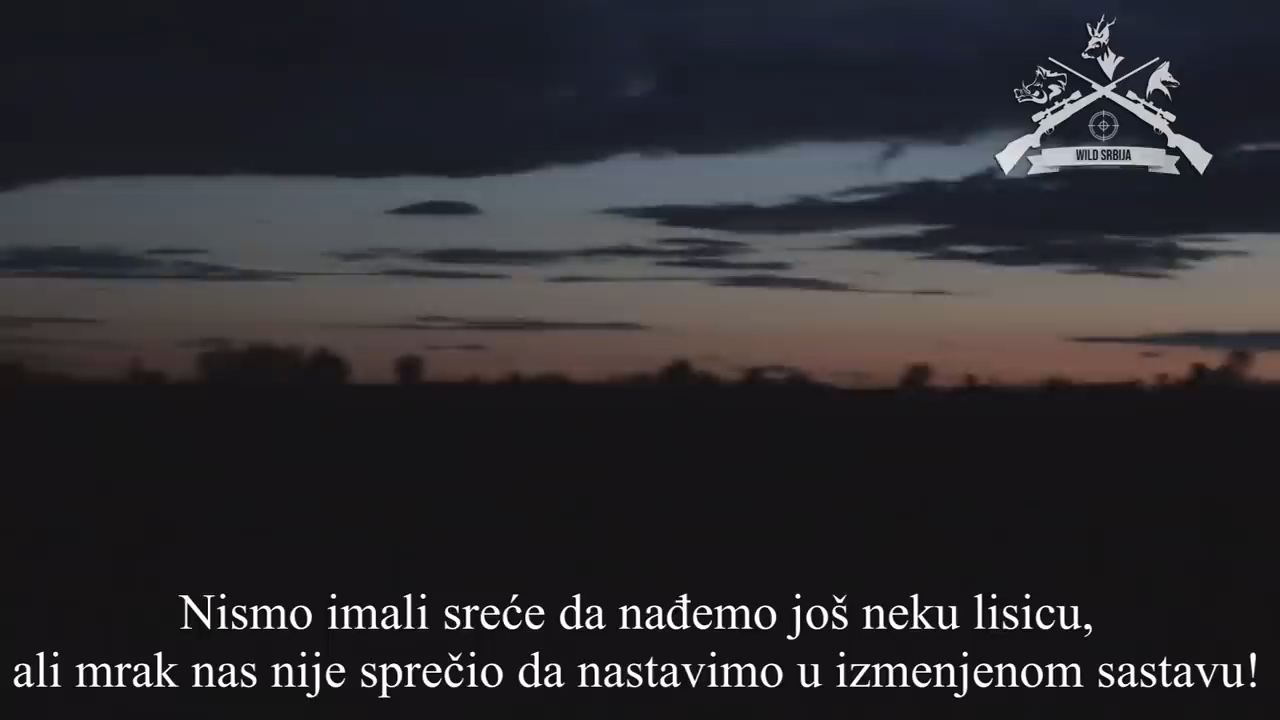 WILD SRBIJA
Nismo imali sreće da nađemo još neku lisicu,
ali mrak nas nije sprečio da nastavimo u izmenjenom sastavu!